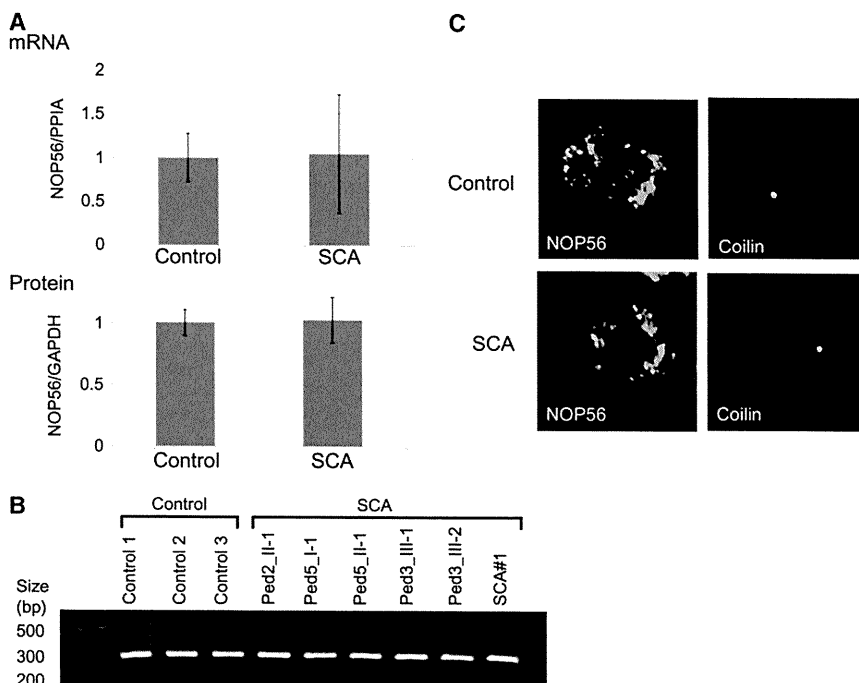 A
mRNA
NOP56/PPIA
2
1.5
1
0.5
0
Control
SCA
Protein
NOP56/GAPDH
1
0.5
0
Control
SCA
C
Control
NOP56
Coilin
SCA
NOP56
Coilin
B
Control
SCA
Control 1
Control 2
Control 3
Ped2_II-1
Ped5_I-1
Ped5_II-1
Ped3_III-1
Ped3_III-2
SCA#1
Size
(bp)
500
300
200